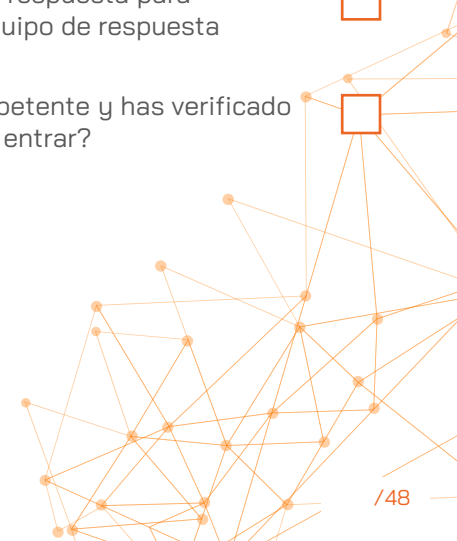 respuesta para
uipo de respuesta
petente y has verificado
entrar?
/48